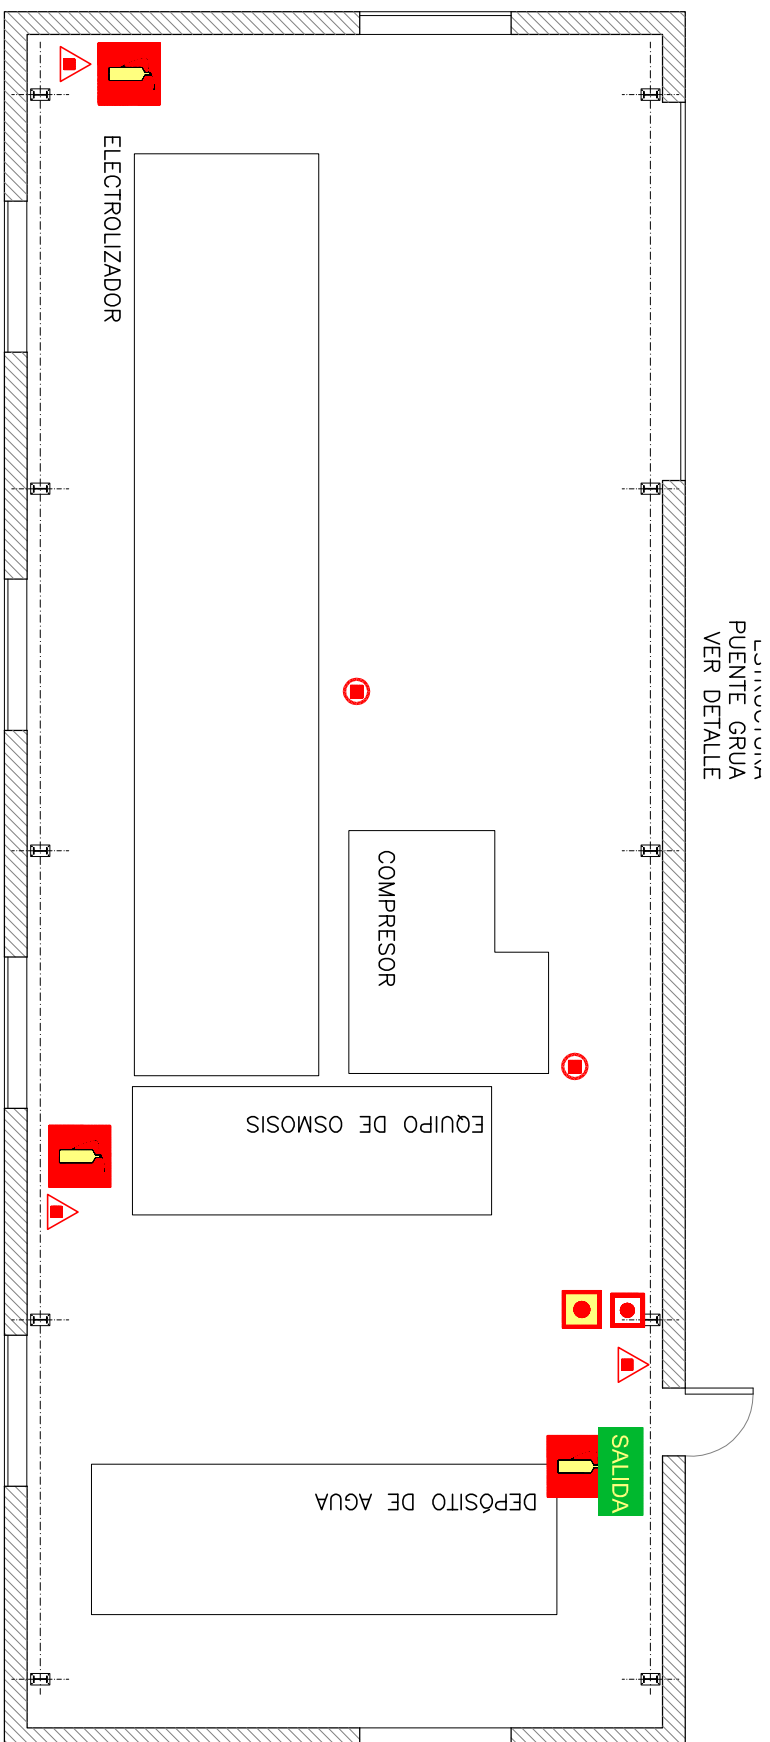 ELECTROLIZADOR
PUENTE GRUA
VER DETALLE
COMPRESOR
EQUIPO DE OSMOSIS
SALIDA
DEPÓSITO DE AGUA